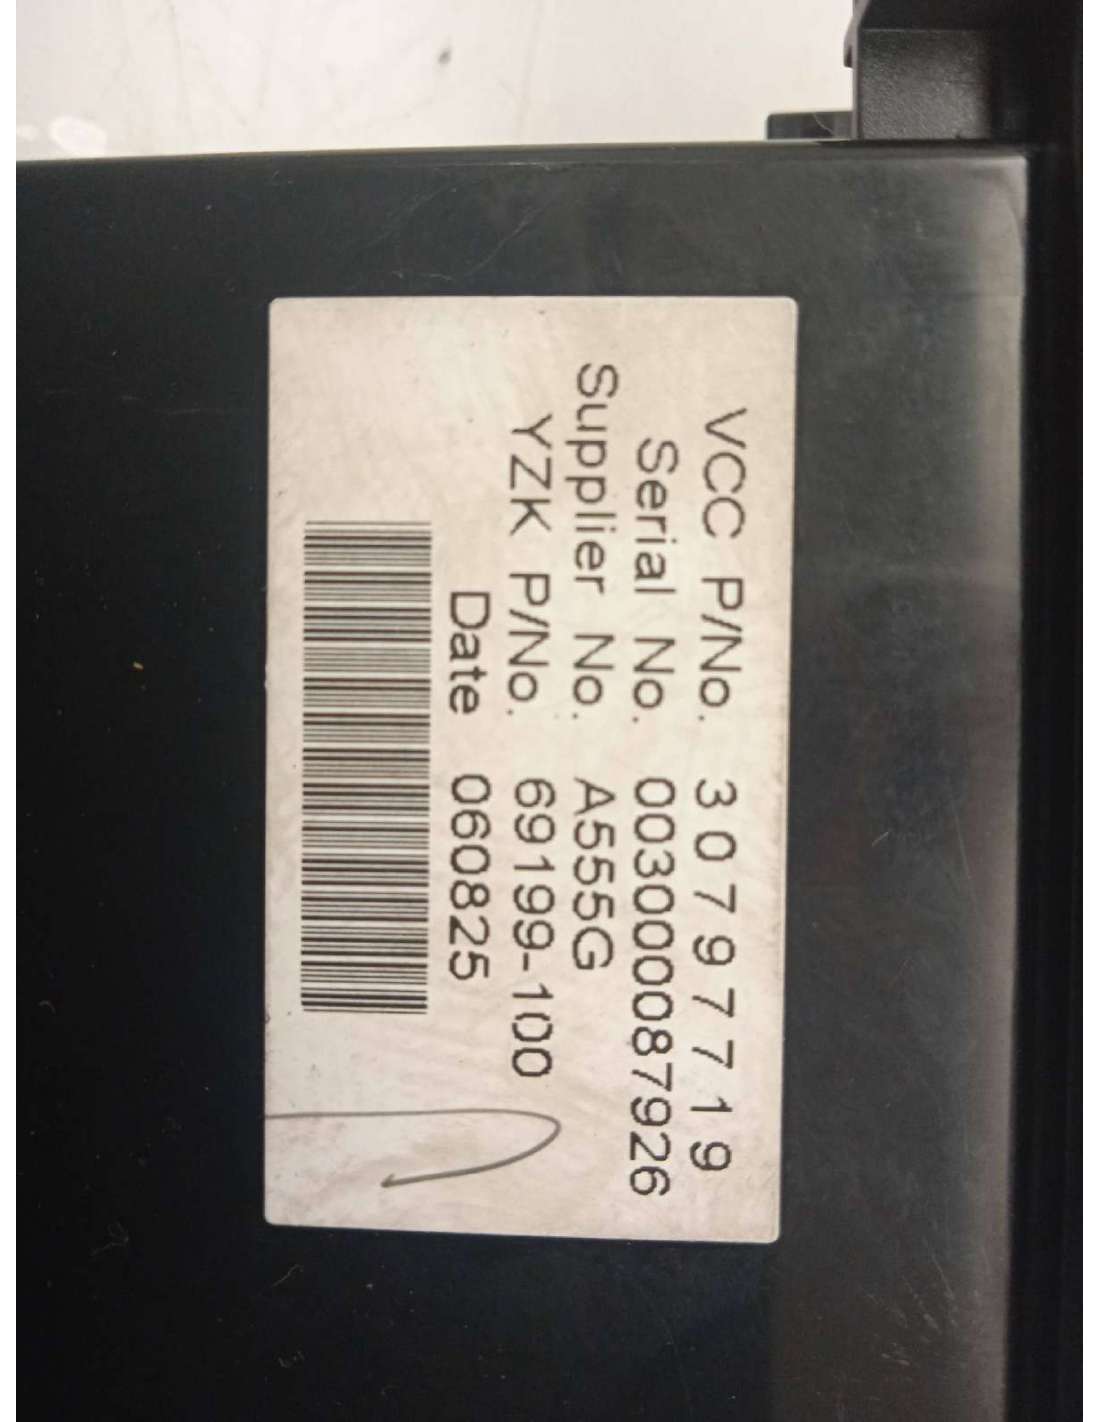 VCC P/No. 30797719
Serial No. 003000087926
Supplier No. A555G
YZK P/No. 69199-100
Date 060825